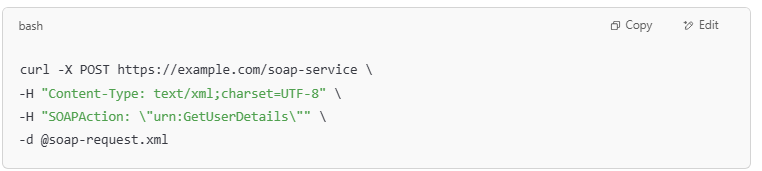 bash
Copy
Edit
curl -X POST https://example.com/soap-service \
-H "Content-Type: text/xml;charset=UTF-8" \
-H "SOAPAction: \"urn:GetUserDetails\"" \
-d @soap-request.xml